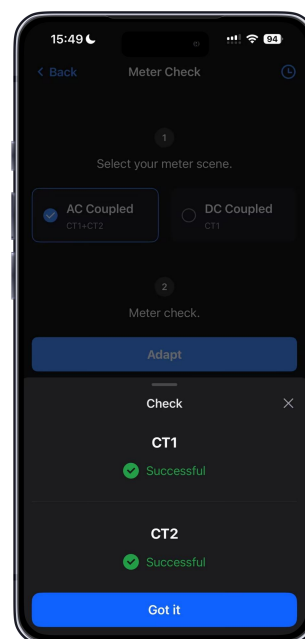 15:49
94
Back
Meter Check
1
Select your meter scene.
AC Coupled
CT1+CT2
DC Coupled
CT1
2
Meter check.
Adapt
Check
CT1
Successful
CT2
Successful
Got it